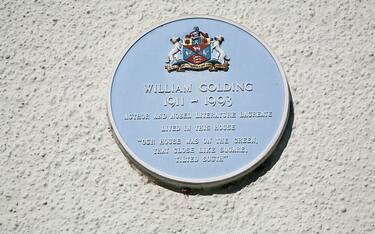 WILLIAM GOLDING
1911 - 1993
AUTHOR AND NOBEL LITERATURE LAUREATE
LIVED IN THIS HOUSE
"OUR HOUSE WAS ON THE GREEN,
THAT CLOSE LIKE SQUARE,
TILTED SOUTH"